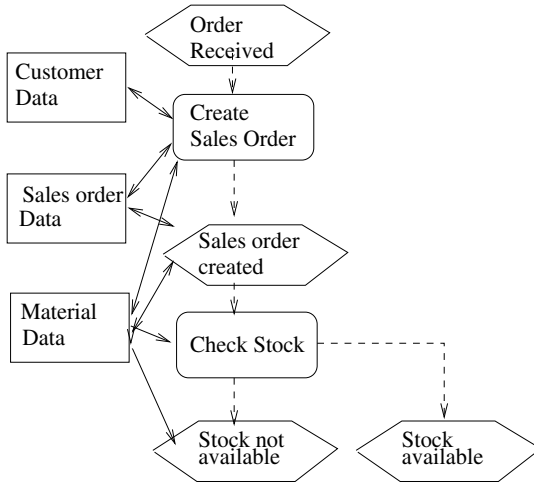 Order
Received
Customer
Data
Create
Sales Order
Sales order
Data
Sales order
created
Material
Data
Check Stock
Stock not
available
Stock
available